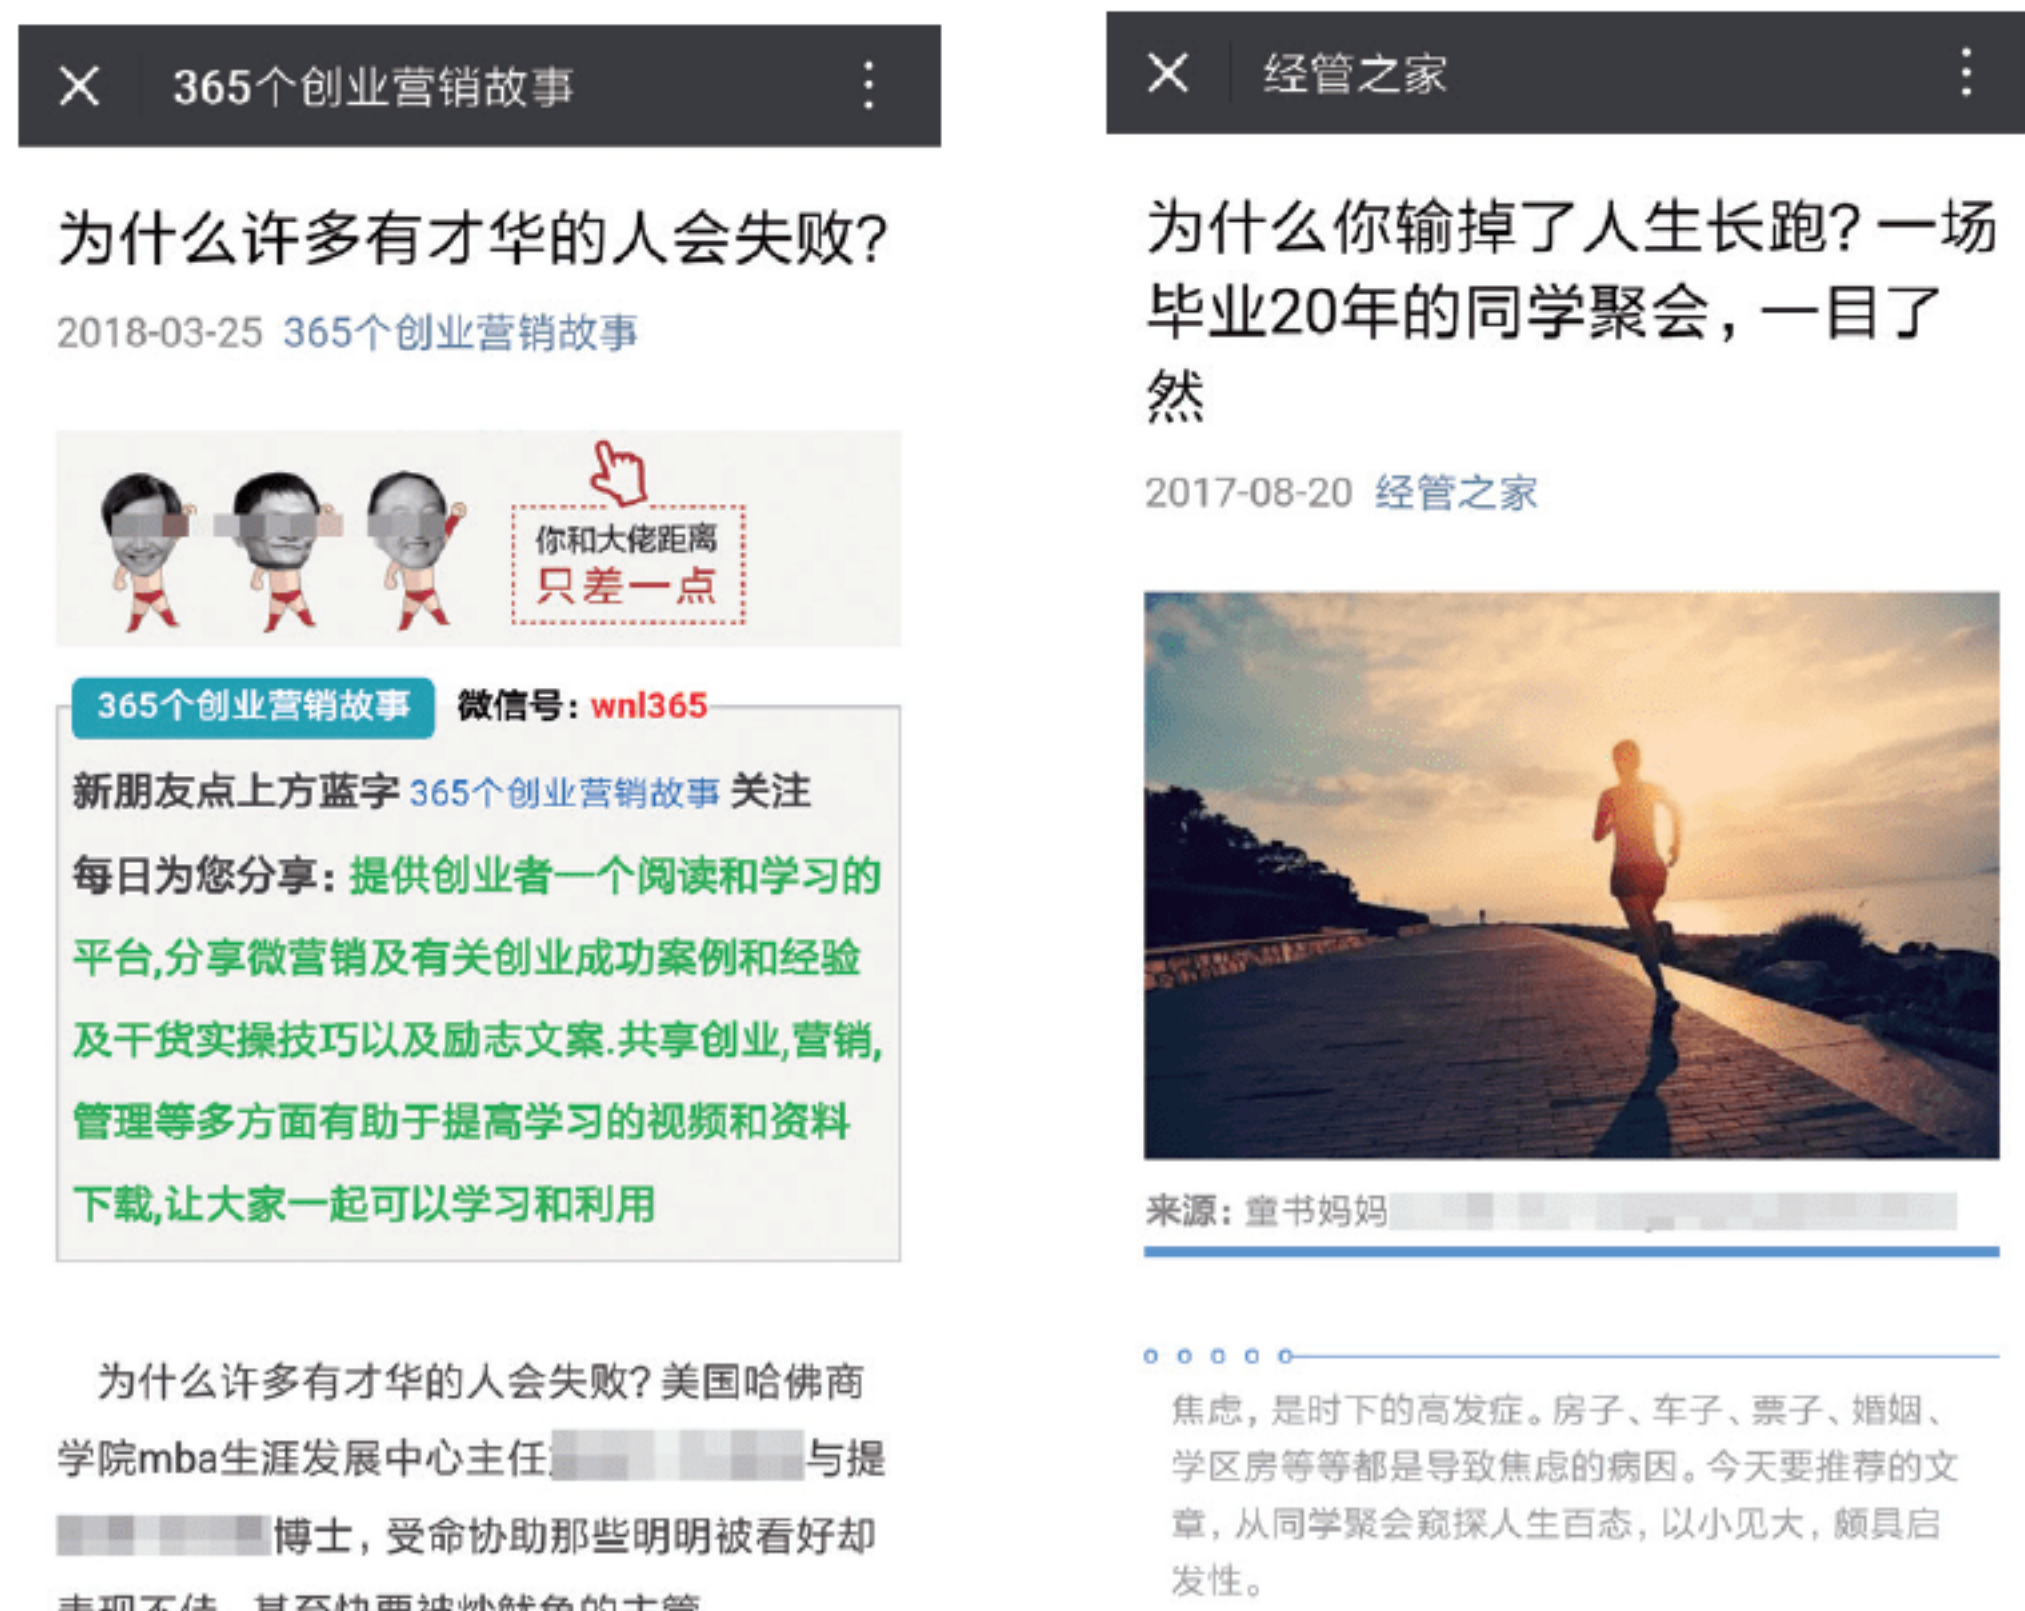 365个创业营销故事
为什么许多有才华的人会失败?
2018-03-25 365个创业营销故事
你和大佬距离
只差一点
365个创业营销故事 微信号: wnl365
新朋友点上方蓝字 365个创业营销故事 关注
每日为您分享: 提供创业者一个阅读和学习的
平台,分享微营销及有关创业成功案例和经验
及干货实操技巧以及励志文案.共享创业,营销,
管理等多方面有助于提高学习的视频和资料
下载,让大家一起可以学习和利用
为什么许多有才华的人会失败? 美国哈佛商
学院mba生涯发展中心主任 与提
博士，受命协助那些明明被看好却
表现不佳、甚至快要被炒鱿鱼的主管
经管之家
为什么你输掉了人生长跑? 一场
毕业20年的同学聚会，一目了
然
2017-08-20 经管之家
来源: 童书妈妈
焦虑，是时下的高发症。房子、车子、票子、婚姻、
学区房等等都是导致焦虑的病因。今天要推荐的文
章，从同学聚会窥探人生百态，以小见大，颇具启
发性。